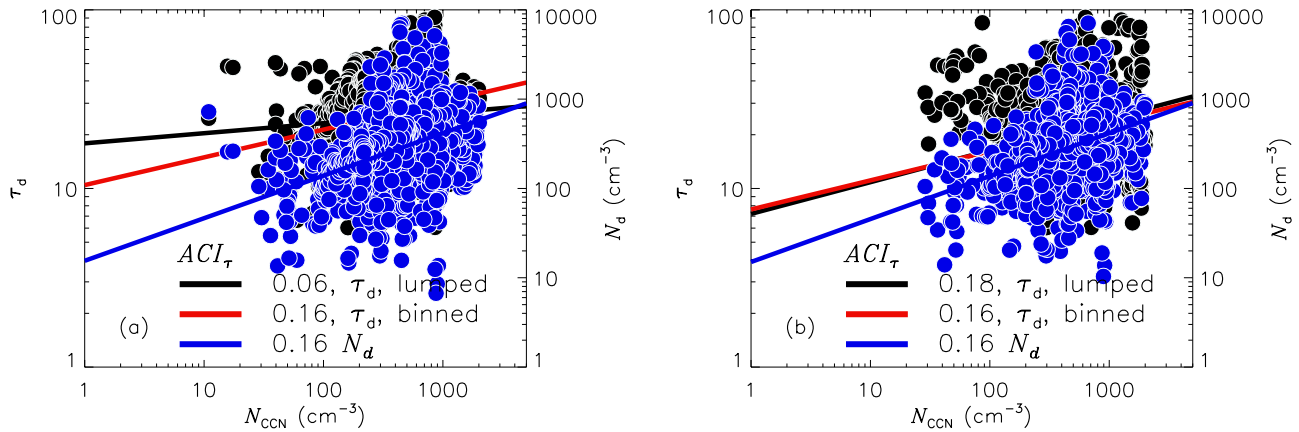 100
10
1
τd
1 10 100 1000
NCCN (cm−3)
10000
1000
100
10
1
Nd (cm−3)
ACIτ
0.06, τd, lumped
0.16, τd, binned
0.16 Nd
(a)
100
10
1
τd
1 10 100 1000
NCCN (cm−3)
10000
1000
100
10
1
Nd (cm−3)
ACIτ
0.18, τd, lumped
0.16, τd, binned
0.16 Nd
(b)